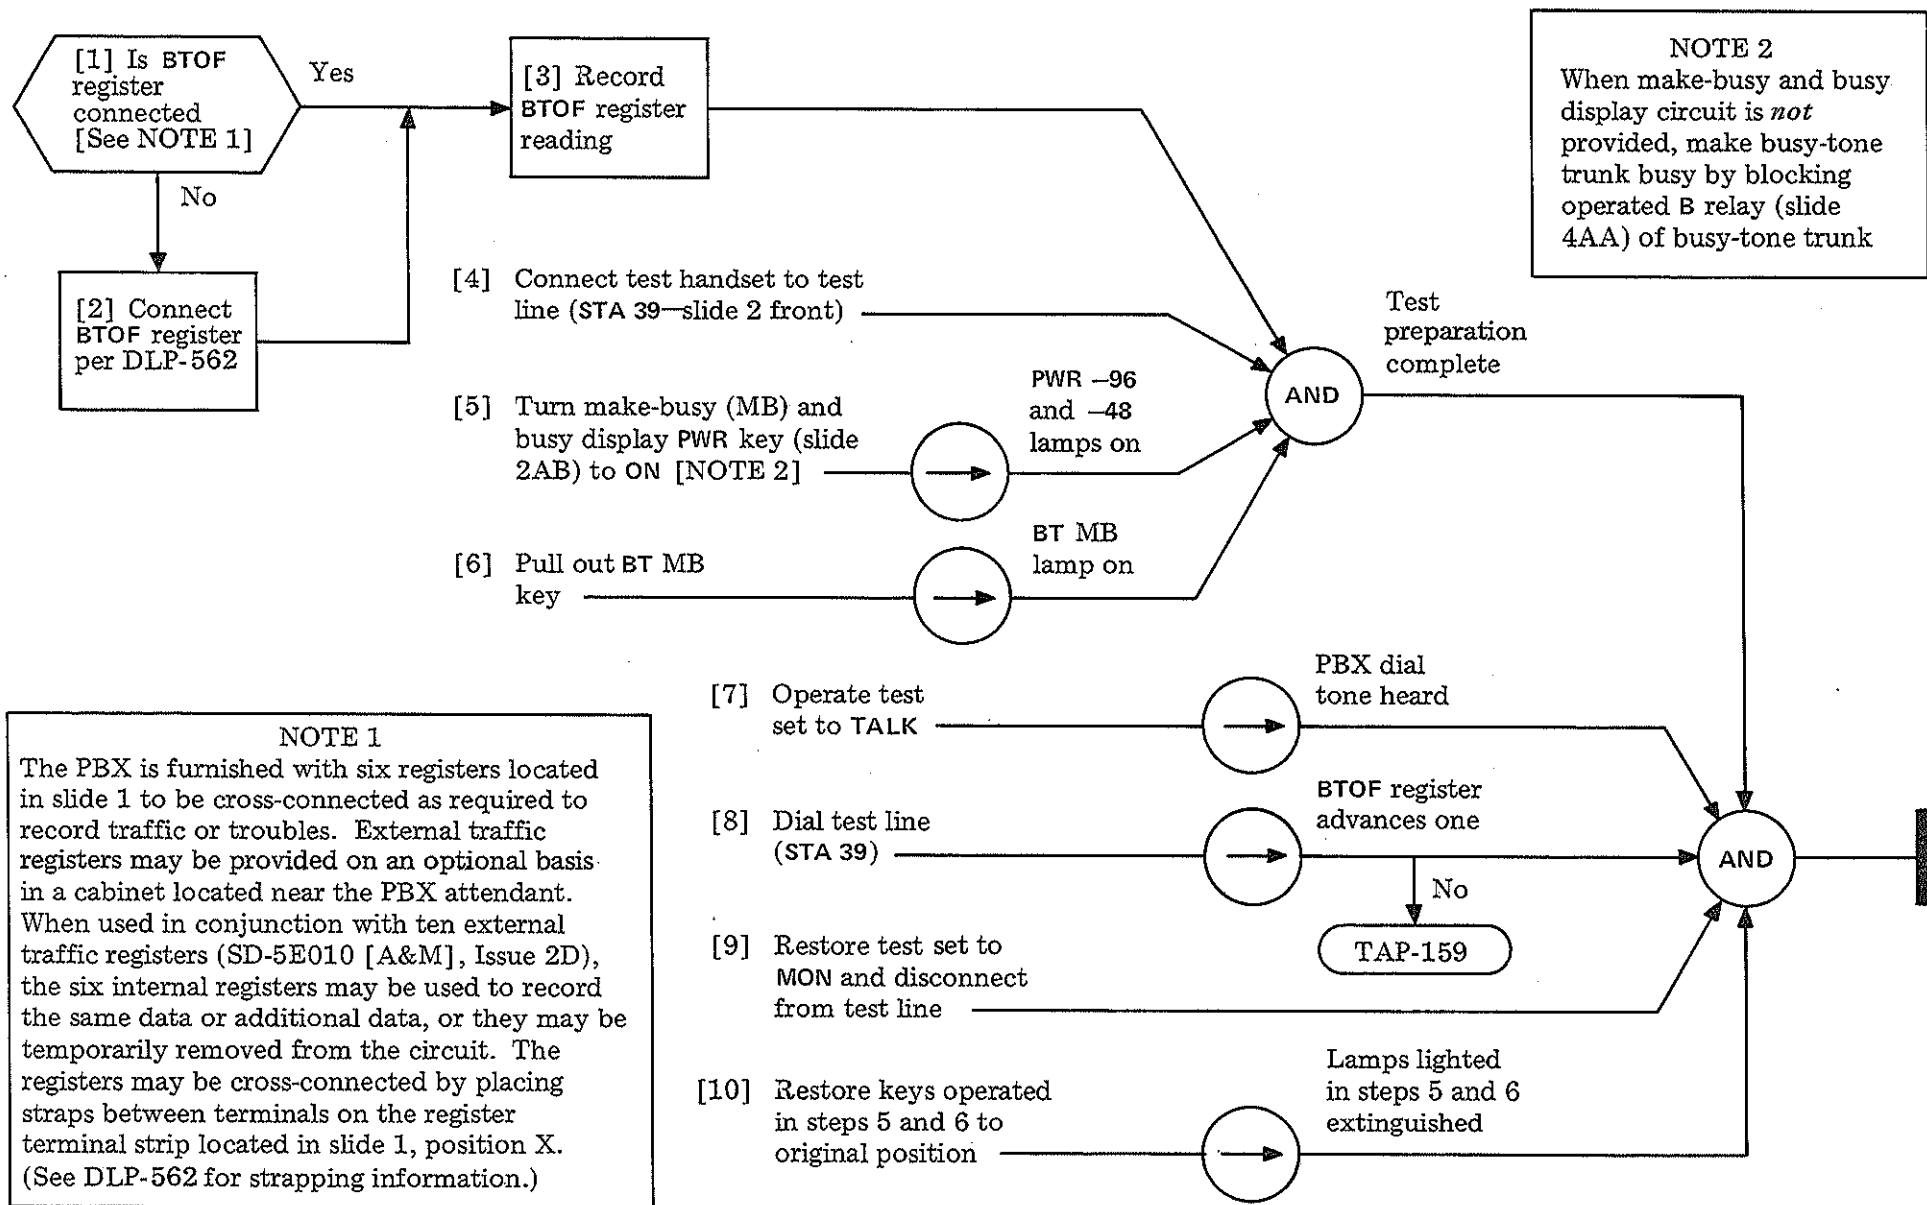 [1] Is BTOF
register
connected
[See NOTE 1]
Yes
No
[2] Connect
BTOF register
per DLP-562
[3] Record
BTOF register
reading
NOTE 2
When make-busy and busy
display circuit is not
provided, make busy-tone
trunk busy by blocking
operated B relay (slide
4AA) of busy-tone trunk
[4] Connect test handset to test
line (STA 39—slide 2 front)
[5] Turn make-busy (MB) and
busy display PWR key (slide
2AB) to ON [NOTE 2]
PWR –96
and –48
lamps on
[6] Pull out BT MB
key
BT MB
lamp on
AND
Test
preparation
complete
[7] Operate test
set to TALK
PBX dial
tone heard
[8] Dial test line
(STA 39)
BTOF register
advances one
No
TAP-159
AND
[9] Restore test set to
MON and disconnect
from test line
[10] Restore keys operated
in steps 5 and 6 to
original position
Lamps lighted
in steps 5 and 6
extinguished
NOTE 1
The PBX is furnished with six registers located
in slide 1 to be cross-connected as required to
record traffic or troubles. External traffic
registers may be provided on an optional basis
in a cabinet located near the PBX attendant.
When used in conjunction with ten external
traffic registers (SD-5E010 [A&M], Issue 2D),
the six internal registers may be used to record
the same data or additional data, or they may be
temporarily removed from the circuit. The
registers may be cross-connected by placing
straps between terminals on the register
terminal strip located in slide 1, position X.
(See DLP-562 for strapping information.)